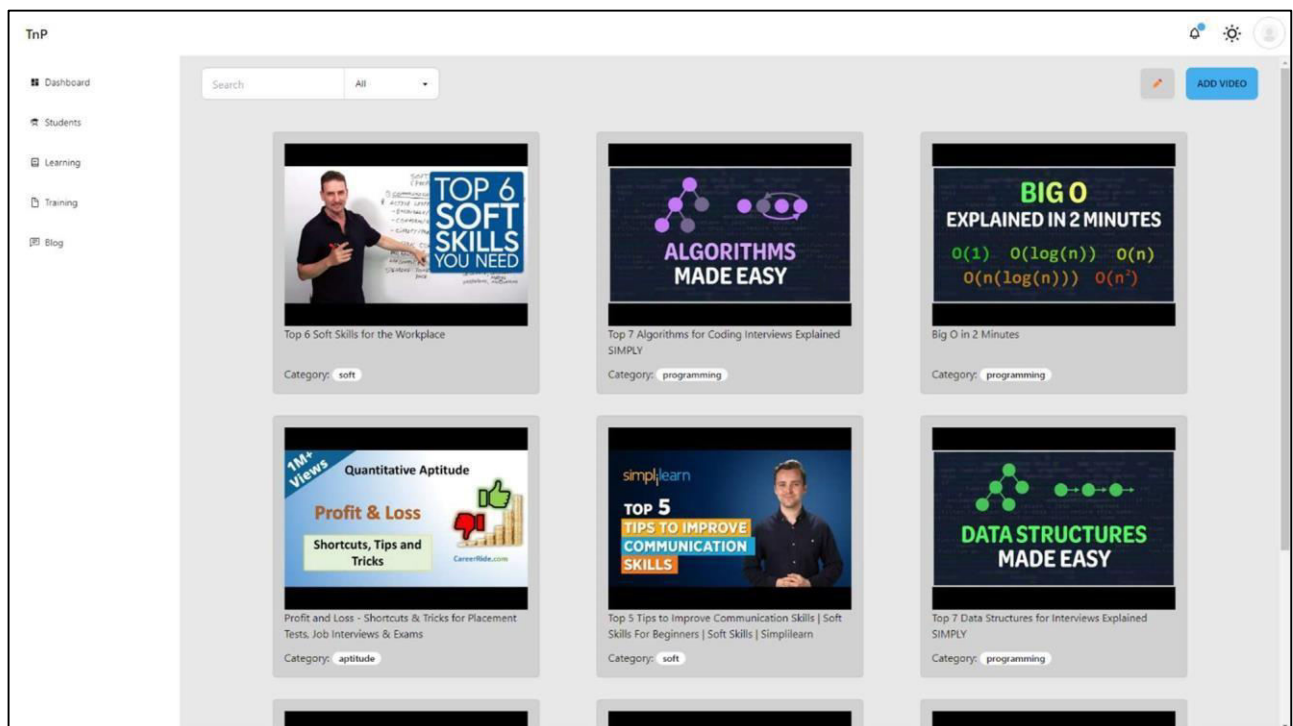 TnP
Dashboard
Students
Learning
Training
Blog
Search
All
ADD VIDEO
TOP 6
SOFT
SKILLS
YOU NEED
Top 6 Soft Skills for the Workplace
Category: soft
ALGORITHMS
MADE EASY
Top 7 Algorithms for Coding Interviews Explained
SIMPLY
Category: programming
BIG O
EXPLAINED IN 2 MINUTES
O(1) O(log(n)) O(n)
O(n(log(n))) O(n²)
Big O in 2 Minutes
Category: programming
1M+
Views
Quantitative Aptitude
Profit & Loss
Shortcuts, Tips and
Tricks
CareerRide.com
Profit and Loss - Shortcuts & Tricks for Placement
Tests, Job Interviews & Exams
Category: aptitude
simplilearn
TOP 5
TIPS TO IMPROVE
COMMUNICATION
SKILLS
Top 5 Tips to Improve Communication Skills | Soft
Skills For Beginners | Soft Skills | Simplilearn
Category: soft
DATA STRUCTURES
MADE EASY
Top 7 Data Structures for Interviews Explained
SIMPLY
Category: programming